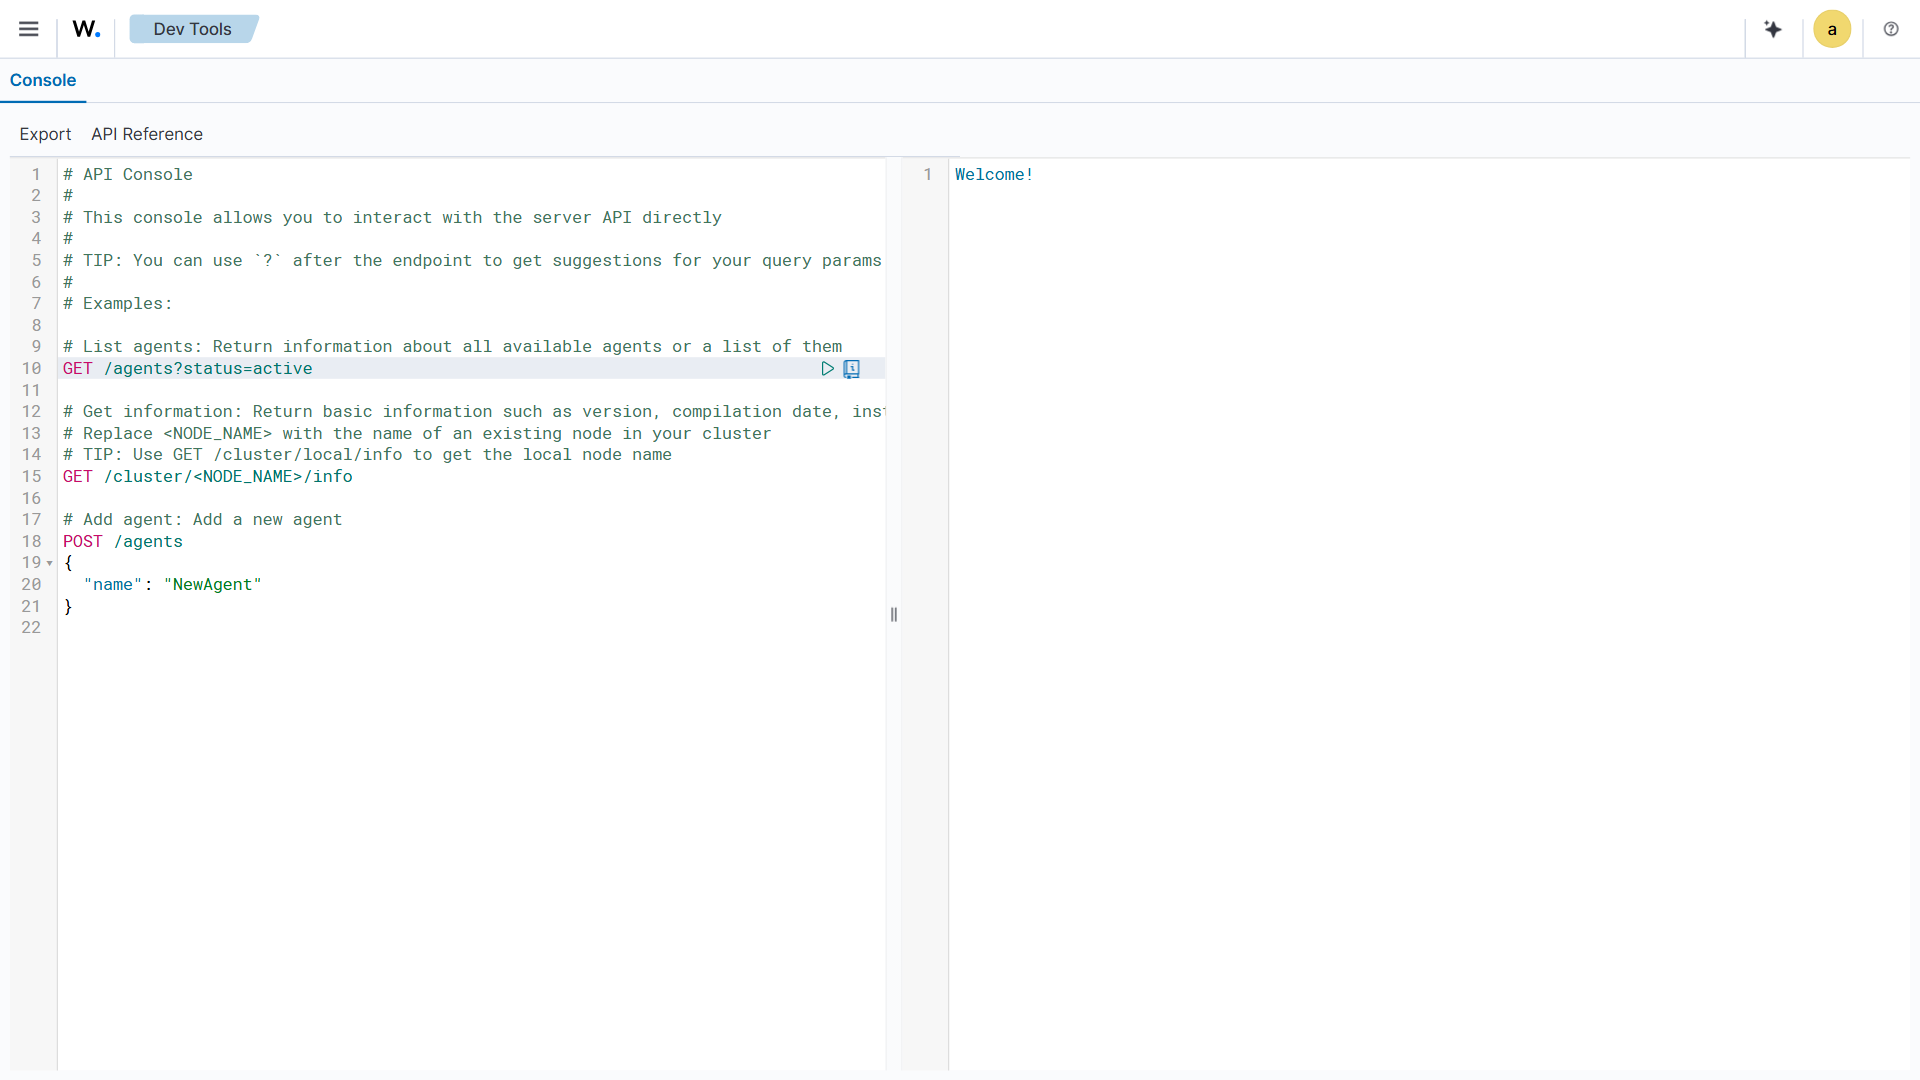 W.
Dev Tools
a
Console
Export
API Reference
1 # API Console
2 #
3 # This console allows you to interact with the server API directly
4 #
5 # TIP: You can use `?` after the endpoint to get suggestions for your query params
6 #
7 # Examples:
8
9 # List agents: Return information about all available agents or a list of them
10 GET /agents?status=active
11
12 # Get information: Return basic information such as version, compilation date, inst
13 # Replace <NODE_NAME> with the name of an existing node in your cluster
14 # TIP: Use GET /cluster/local/info to get the local node name
15 GET /cluster/<NODE_NAME>/info
16
17 # Add agent: Add a new agent
18 POST /agents
19 {
20 "name": "NewAgent"
21 }
22
1 Welcome!